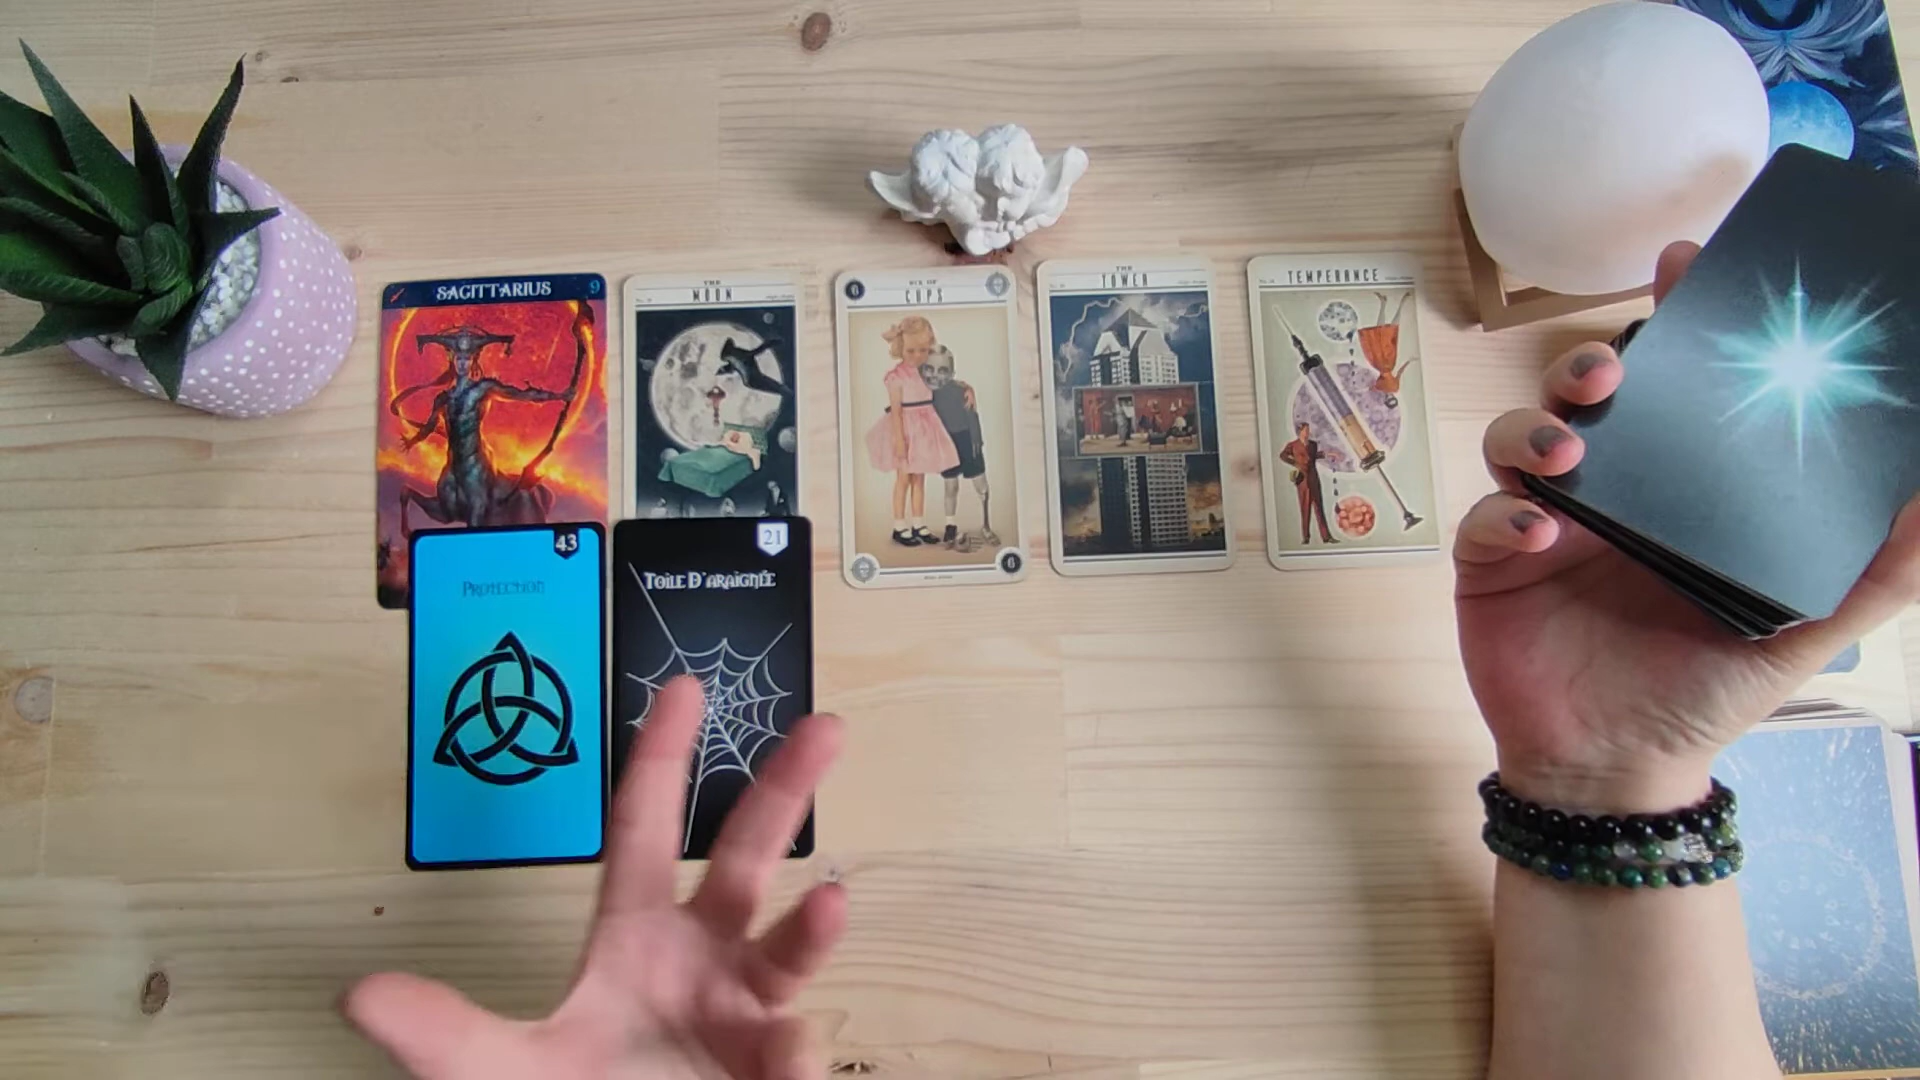 SAGITTARIUS 9
THE
MOON
6 SIX OF
CUPS
6
THE
TOWER
TEMPERANCE
43
PROTECTION
21
TOILE D'ARAIGNÉE